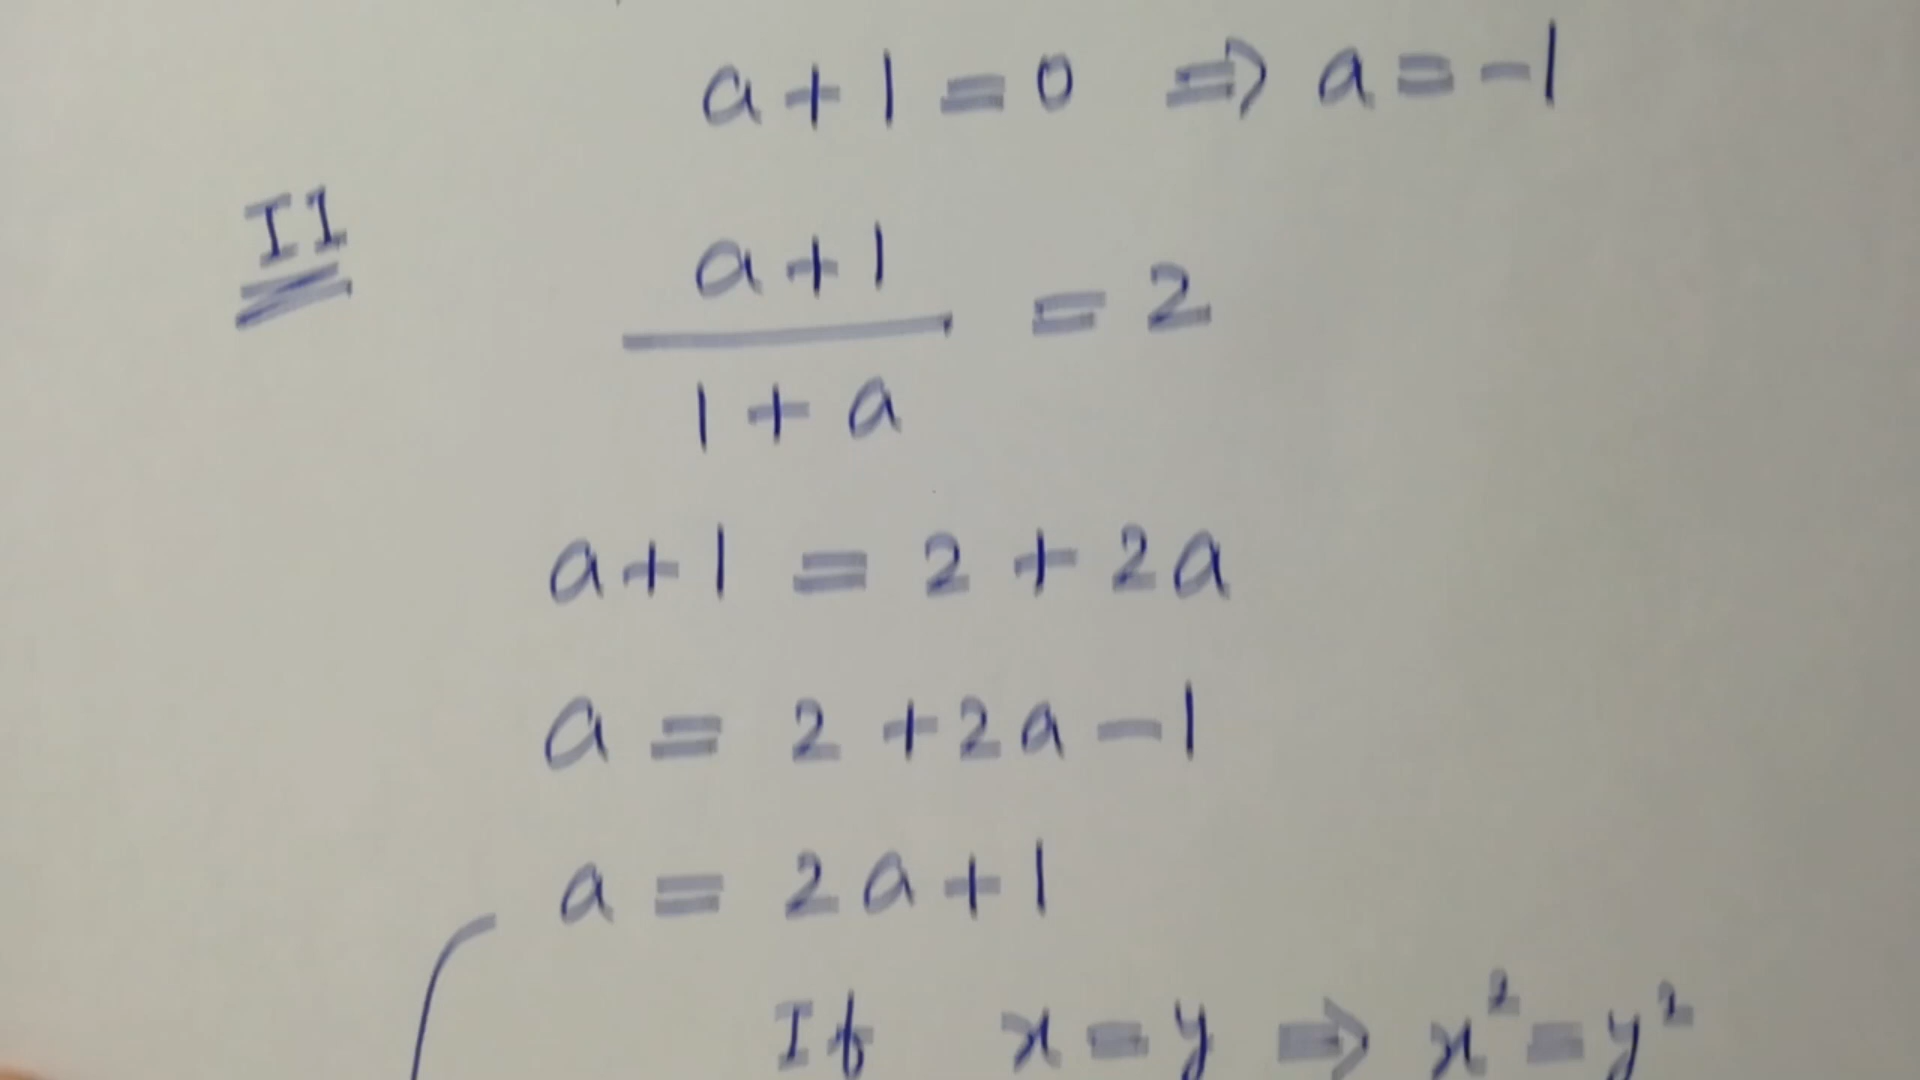 a + 1 = 0 ⇒ a = -1
II
a + 1
1 + a
= 2
a + 1 = 2 + 2a
a = 2 + 2a - 1
a = 2a + 1
If x = y ⇒ x² = y²